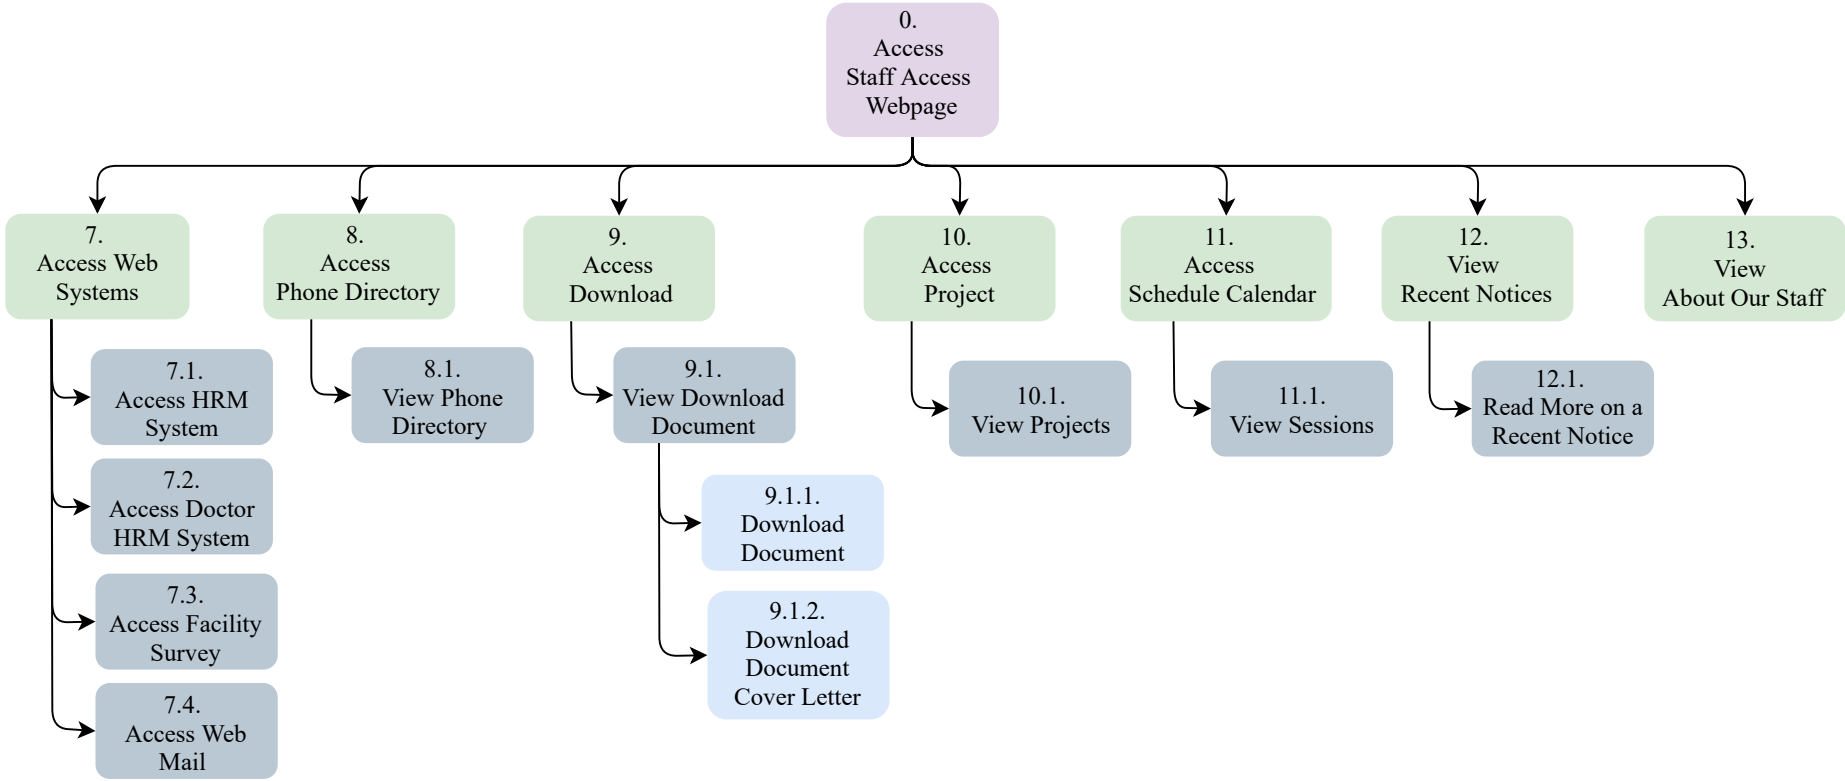 0.
Access
Staff Access
Webpage
7.
Access Web
Systems
8.
Access
Phone Directory
9.
Access
Download
10.
Access
Project
11.
Access
Schedule Calendar
12.
View
Recent Notices
13.
View
About Our Staff
7.1.
Access HRM
System
7.2.
Access Doctor
HRM System
7.3.
Access Facility
Survey
7.4.
Access Web
Mail
8.1.
View Phone
Directory
9.1.
View Download
Document
9.1.1.
Download
Document
9.1.2.
Download
Document
Cover Letter
10.1.
View Projects
11.1.
View Sessions
12.1.
Read More on a
Recent Notice